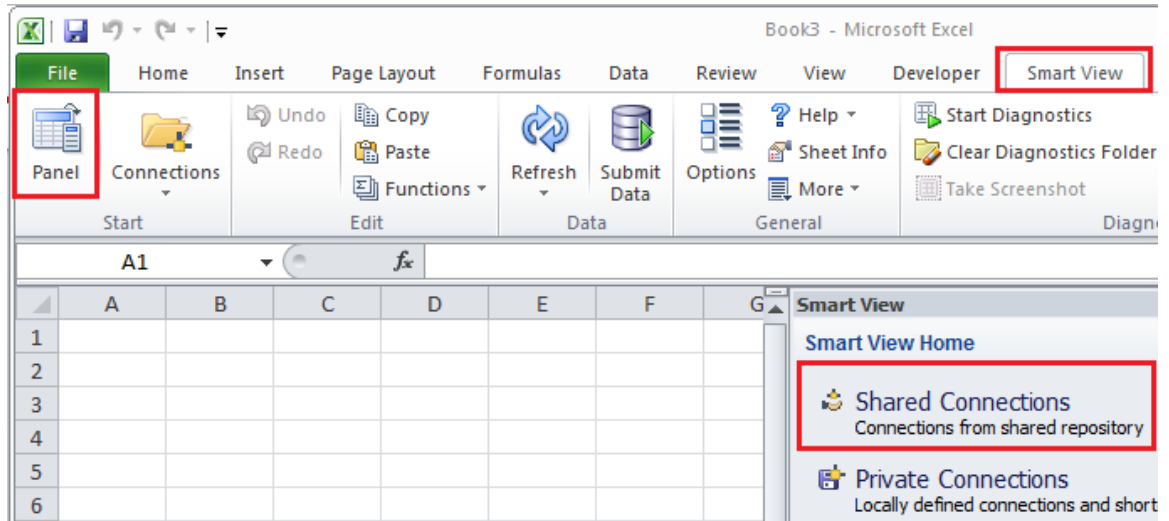 Book3 - Microsoft Excel
File Home Insert Page Layout Formulas Data Review View Developer Smart View
Panel
Connections
Undo
Redo
Copy
Paste
Functions
Refresh
Submit
Data
Options
Help
Sheet Info
More
Start Diagnostics
Clear Diagnostics Folder
Take Screenshot
Start Edit Data General Diagn
A1 fx
A B C D E F G
1
2
3
4
5
6
Smart View
Smart View Home
Shared Connections
Connections from shared repository
Private Connections
Locally defined connections and short